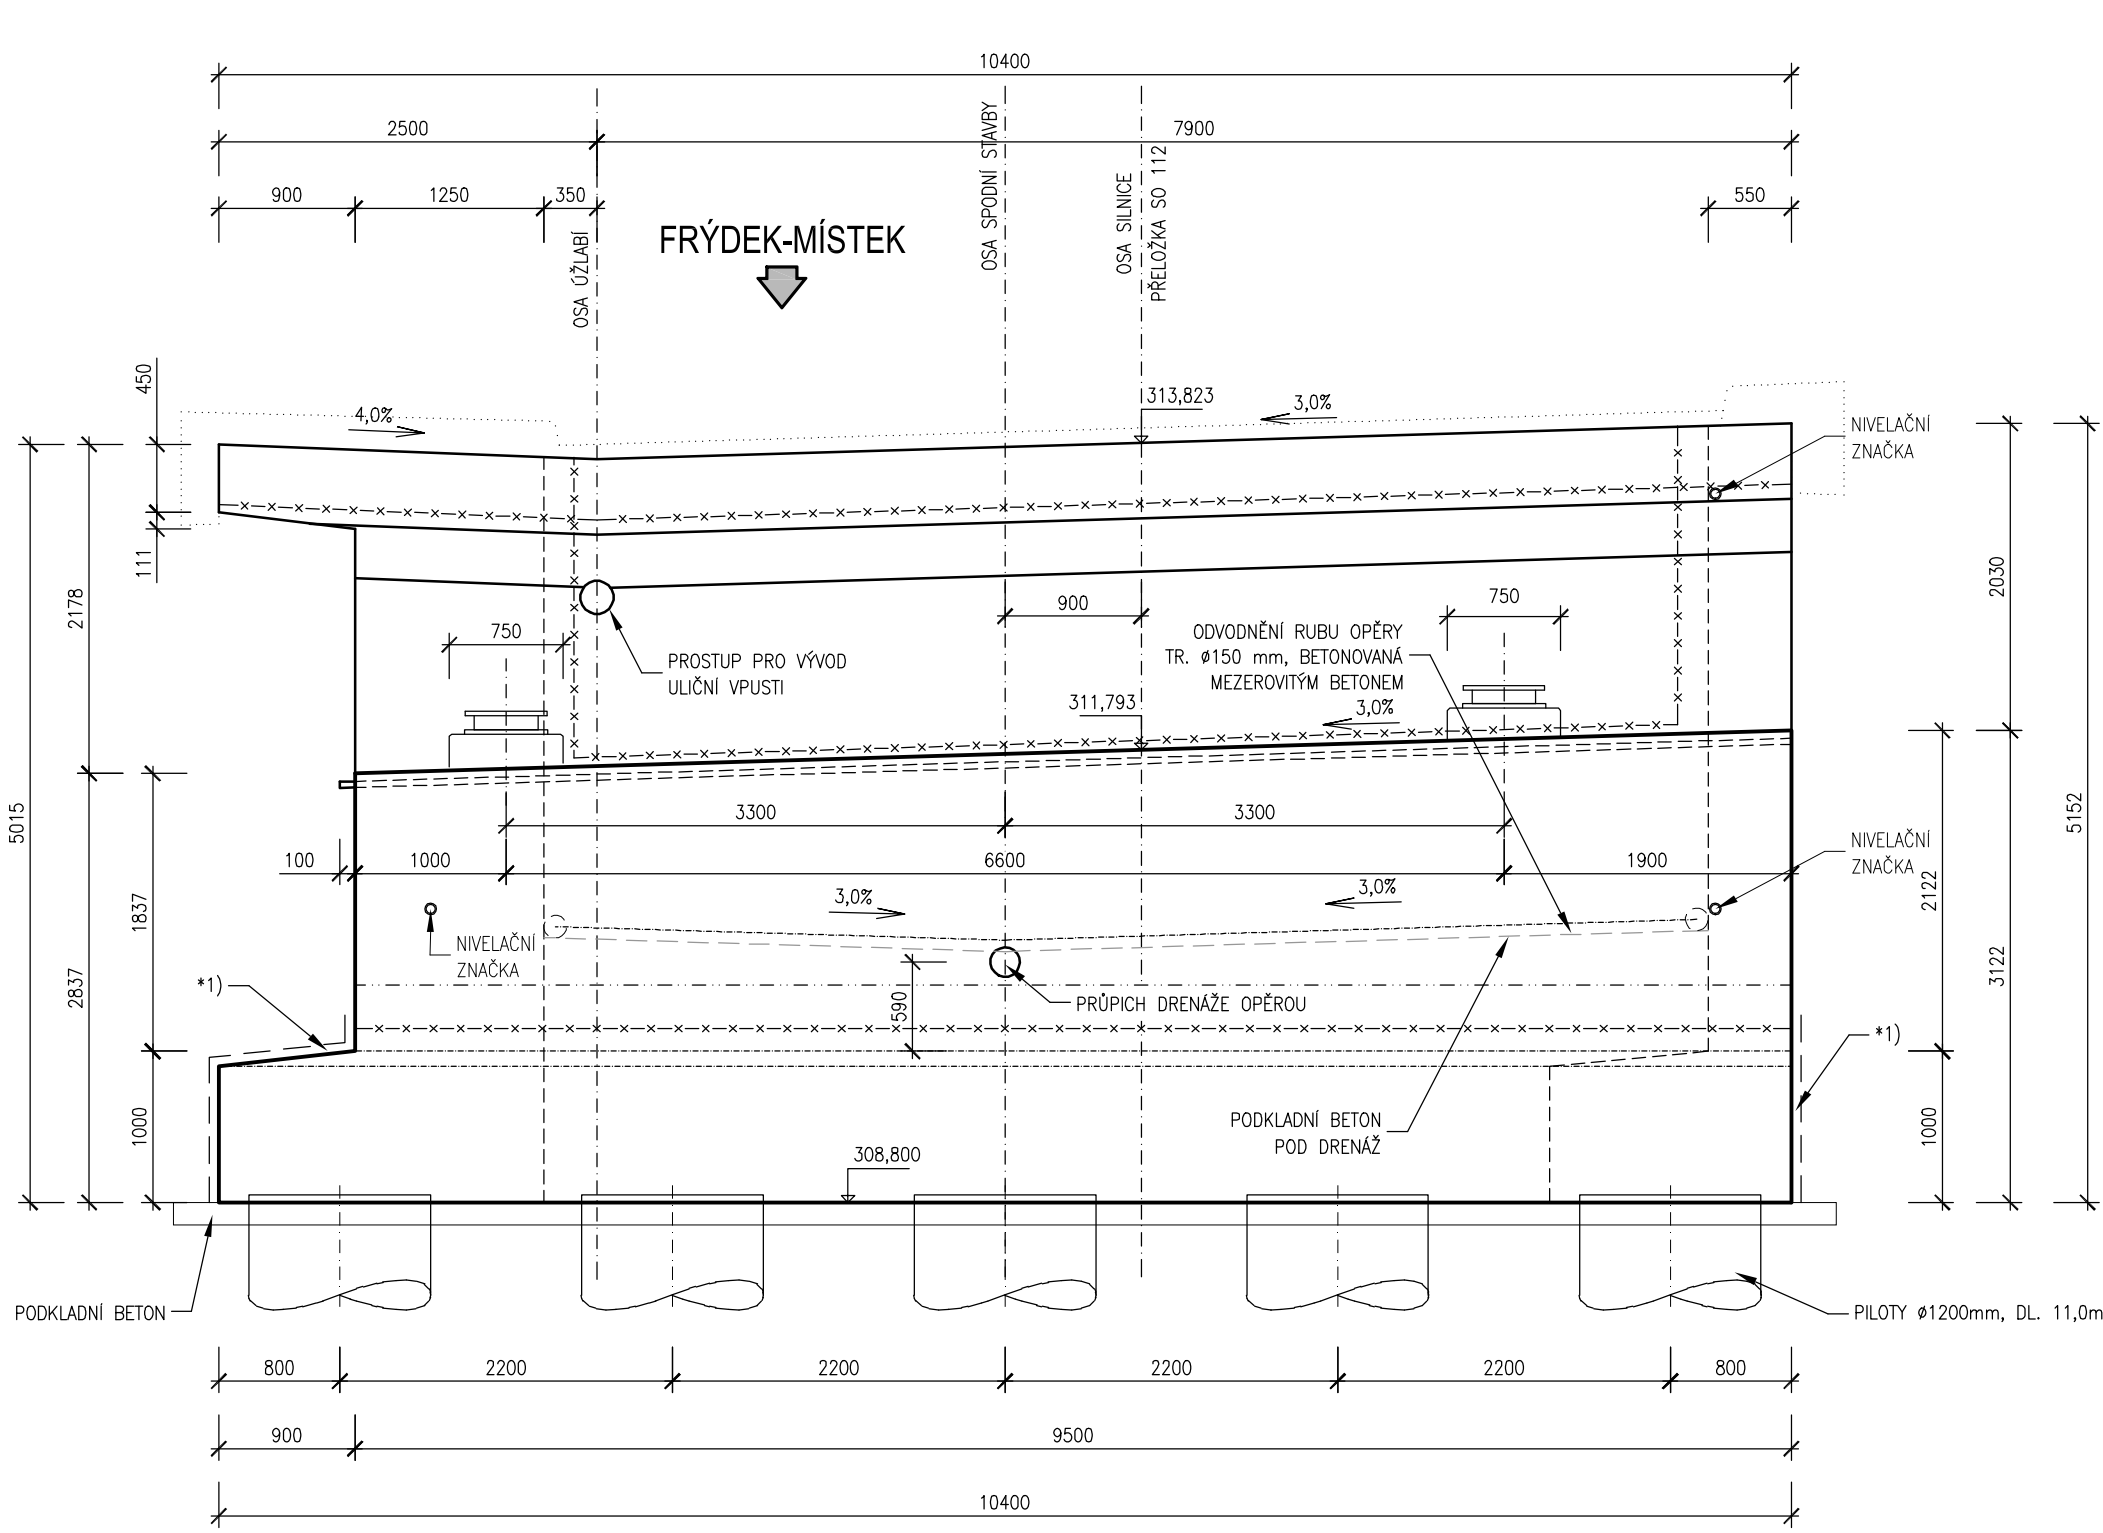 10400
2500
7900
900
1250
350
550
OSA ÚŽLABÍ
FRÝDEK-MÍSTEK
OSA SPODNÍ STAVBY
OSA SILNICE
PŘELOŽKA SO 112
450
111
4,0%
313,823
3,0%
NIVELAČNÍ
ZNAČKA
5015
2178
2837
1837
1000
750
PROSTUP PRO VÝVOD
ULIČNÍ VPUSTI
900
750
ODVODNĚNÍ RUBU OPĚRY
TR. ø150 mm, BETONOVANÁ
MEZEROVITÝM BETONEM
311,793
3,0%
2030
5152
2122
3122
1000
3300
3300
100
1000
6600
1900
NIVELAČNÍ
ZNAČKA
3,0%
3,0%
NIVELAČNÍ
ZNAČKA
590
PRŮPICH DRENÁŽE OPĚROU
*1)
*1)
PODKLADNÍ BETON
POD DRENÁŽ
308,800
PODKLADNÍ BETON
PILOTY ø1200mm, DL. 11,0m
800
2200
2200
2200
2200
800
900
9500
10400